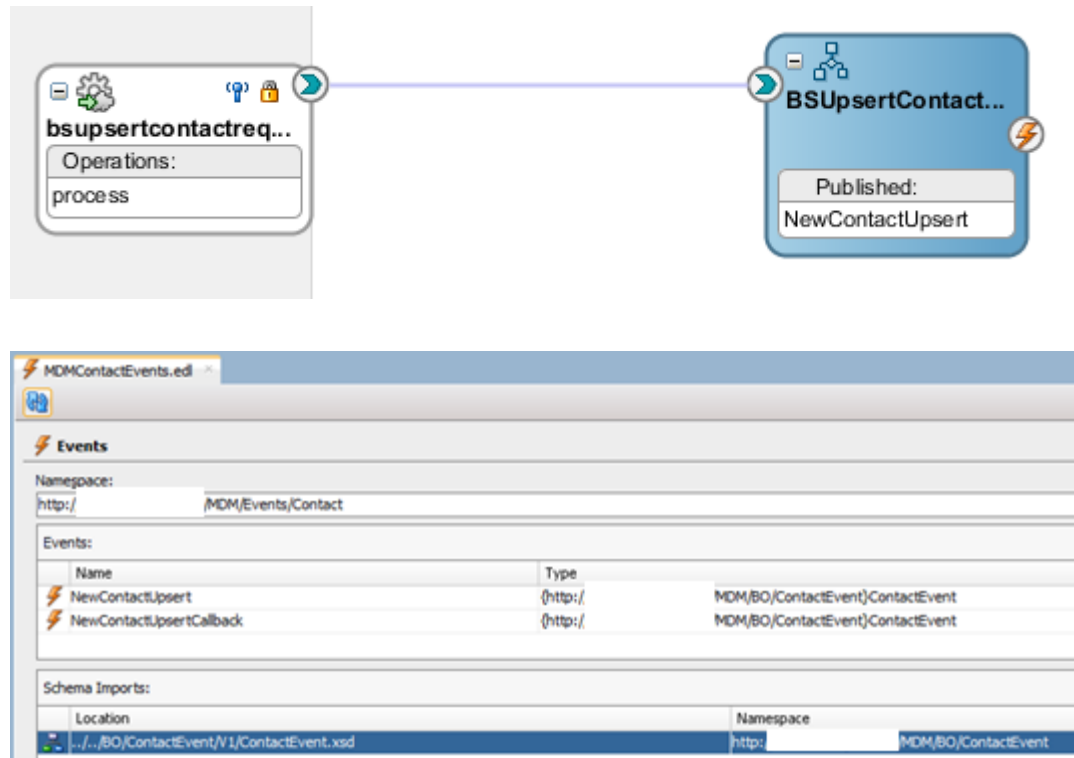 bsupsertcontactreq...
Operations:
process
BSUpsertContact...
Published:
NewContactUpsert
MDMContactEvents.edl
Events
Namespace:
http:/ /MDM/Events/Contact
Events:
Name Type
NewContactUpsert {http:/ MDM/BO/ContactEvent}ContactEvent
NewContactUpsertCallback {http:/ MDM/BO/ContactEvent}ContactEvent
Schema Imports:
Location Namespace
../../BO/ContactEvent/V1/ContactEvent.xsd http: MDM/BO/ContactEvent